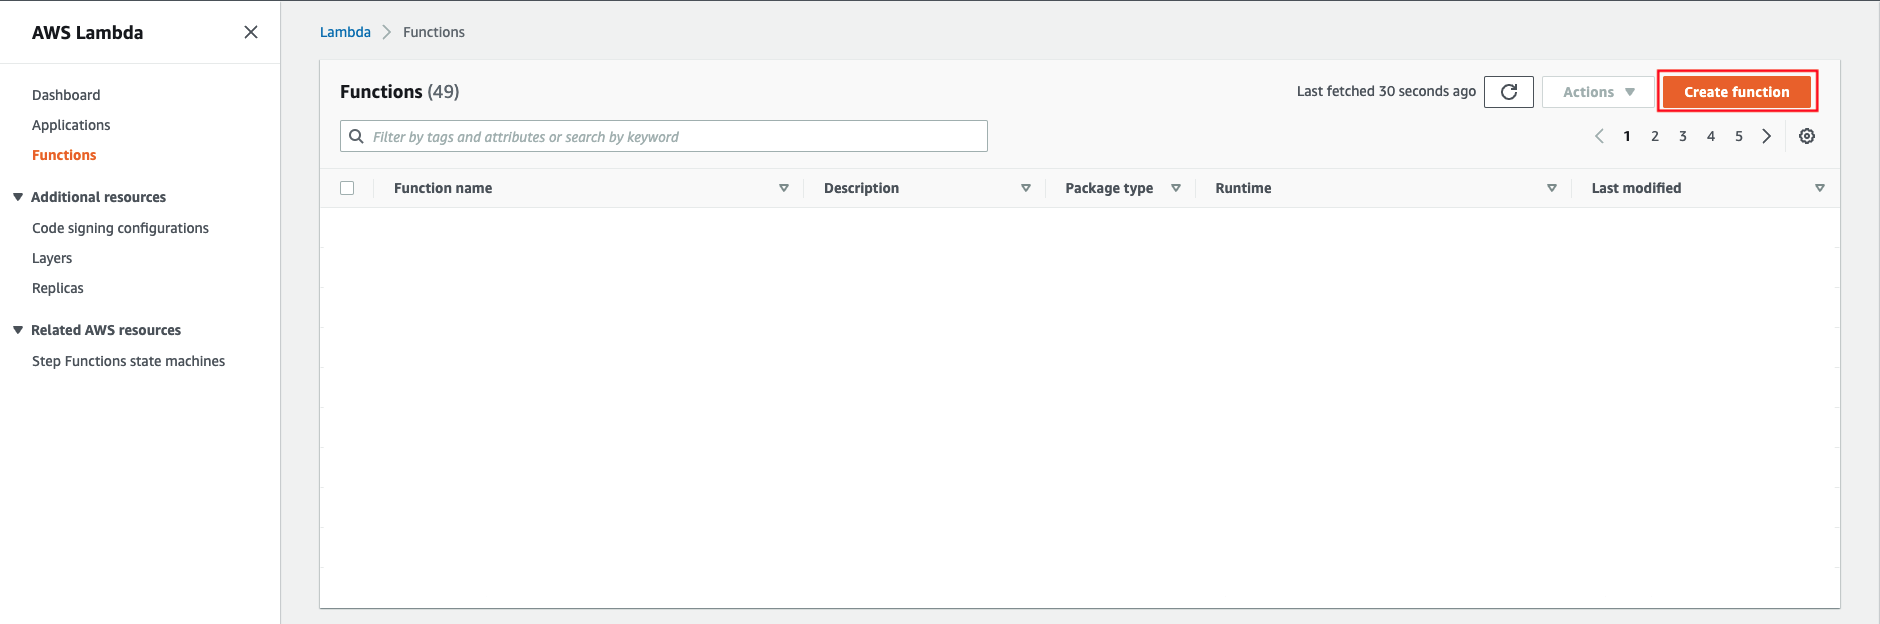 AWS Lambda
Dashboard
Applications
Functions
Additional resources
Code signing configurations
Layers
Replicas
Related AWS resources
Step Functions state machines
Lambda Functions
Functions (49)
Last fetched 30 seconds ago Actions Create function
Filter by tags and attributes or search by keyword
1 2 3 4 5
Function name Description Package type Runtime Last modified